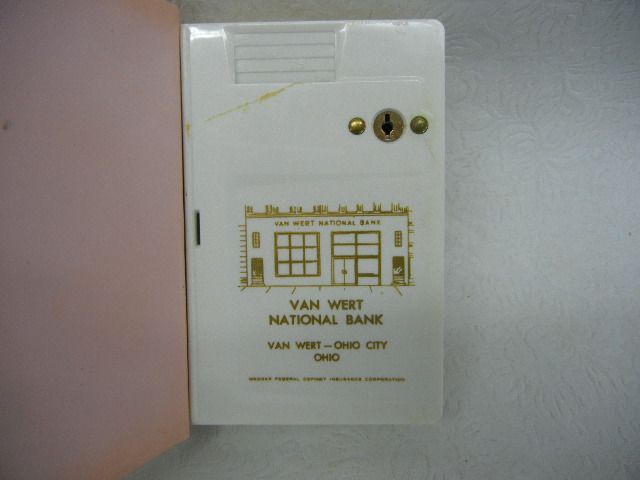 VAN WERT NATIONAL BANK
VAN WERT
NATIONAL BANK
VAN WERT — OHIO CITY
OHIO
MEMBER FEDERAL DEPOSIT INSURANCE CORPORATION